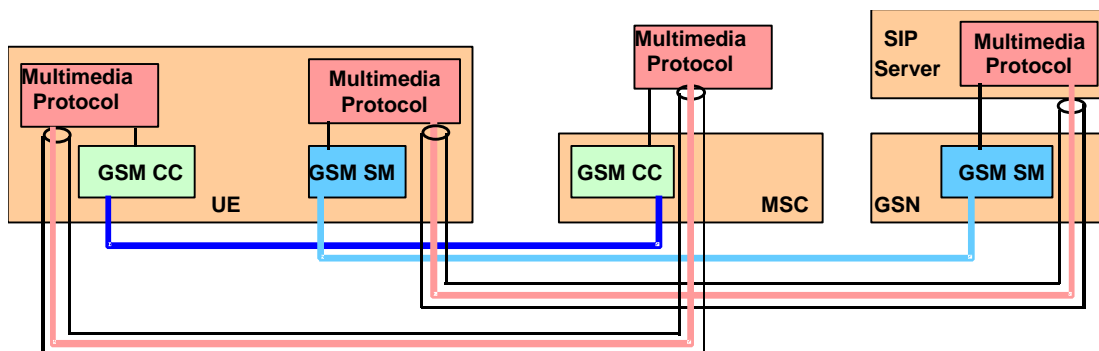 Multimedia
Protocol
Multimedia
Protocol
GSM CC
GSM SM
UE
Multimedia
Protocol
GSM CC
MSC
SIP
Server
Multimedia
Protocol
GSM SM
GSN